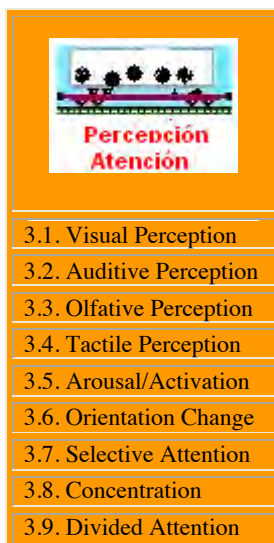 Percepción
Atención
3.1. Visual Perception
3.2. Auditive Perception
3.3. Olfative Perception
3.4. Tactile Perception
3.5. Arousal/Activation
3.6. Orientation Change
3.7. Selective Attention
3.8. Concentration
3.9. Divided Attention